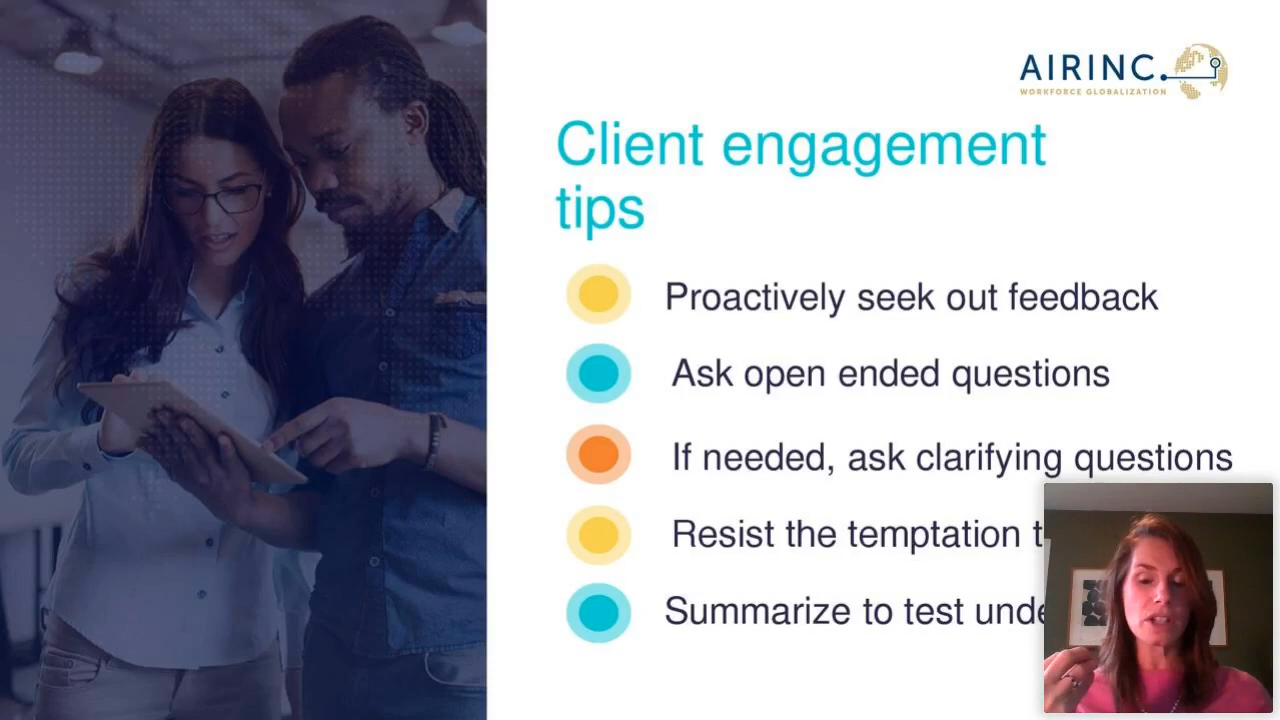 AIRINC.
WORKFORCE GLOBALIZATION
Client engagement
tips
Proactively seek out feedback
Ask open ended questions
If needed, ask clarifying questions
Resist the temptation
Summarize to test